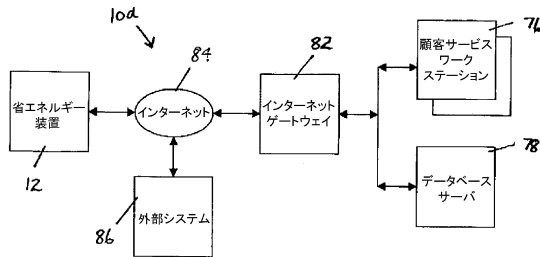 10d
84
82
76
顧客サービス
ワーク
ステーション
省エネルギー
装置
インターネット
インターネット
ゲートウェイ
12
78
データベース
サーバ
86
外部システム